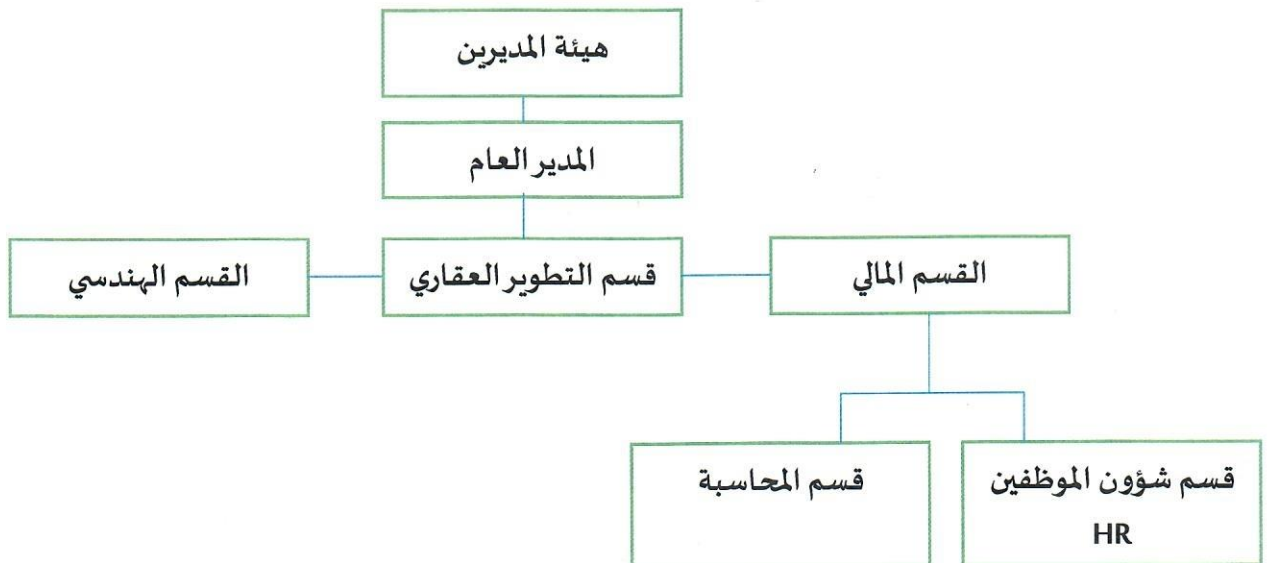 هيئة المديرين
المدير العام
القسم المالي
قسم التطوير العقاري
القسم الهندسي
قسم شؤون الموظفين
HR
قسم المحاسبة